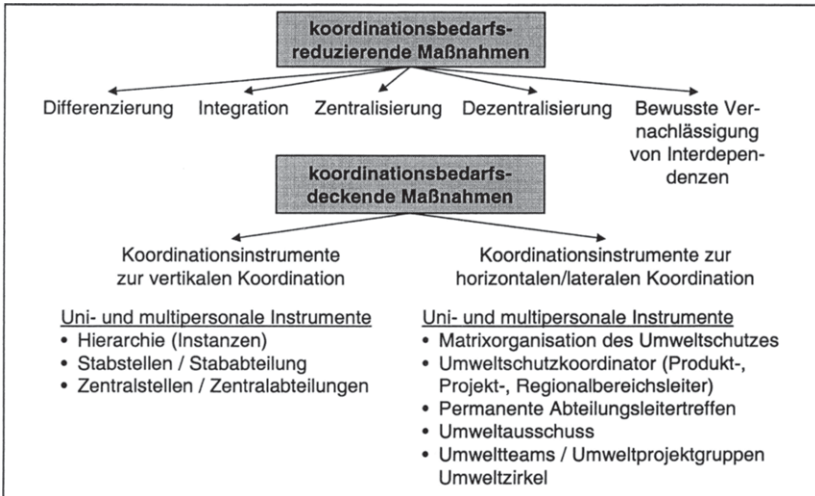 koordinationsbedarfs-
reduzierende Maßnahmen
Differenzierung Integration Zentralisierung Dezentralisierung Bewusste Ver-
nachlässigung
von Interdepen-
denzen
koordinationsbedarfs-
deckende Maßnahmen
Koordinationsinstrumente
zur vertikalen Koordination
Uni- und multipersonale Instrumente
• Hierarchie (Instanzen)
• Stabstellen / Stababteilung
• Zentralstellen / Zentralabteilungen
Koordinationsinstrumente zur
horizontalen/lateralen Koordination
Uni- und multipersonale Instrumente
• Matrixorganisation des Umweltschutzes
• Umweltschutzkoordinator (Produkt-,
Projekt-, Regionalbereichsleiter)
• Permanente Abteilungsleitertreffen
• Umweltausschuss
• Umweltteams / Umweltprojektgruppen
Umweltzirkel